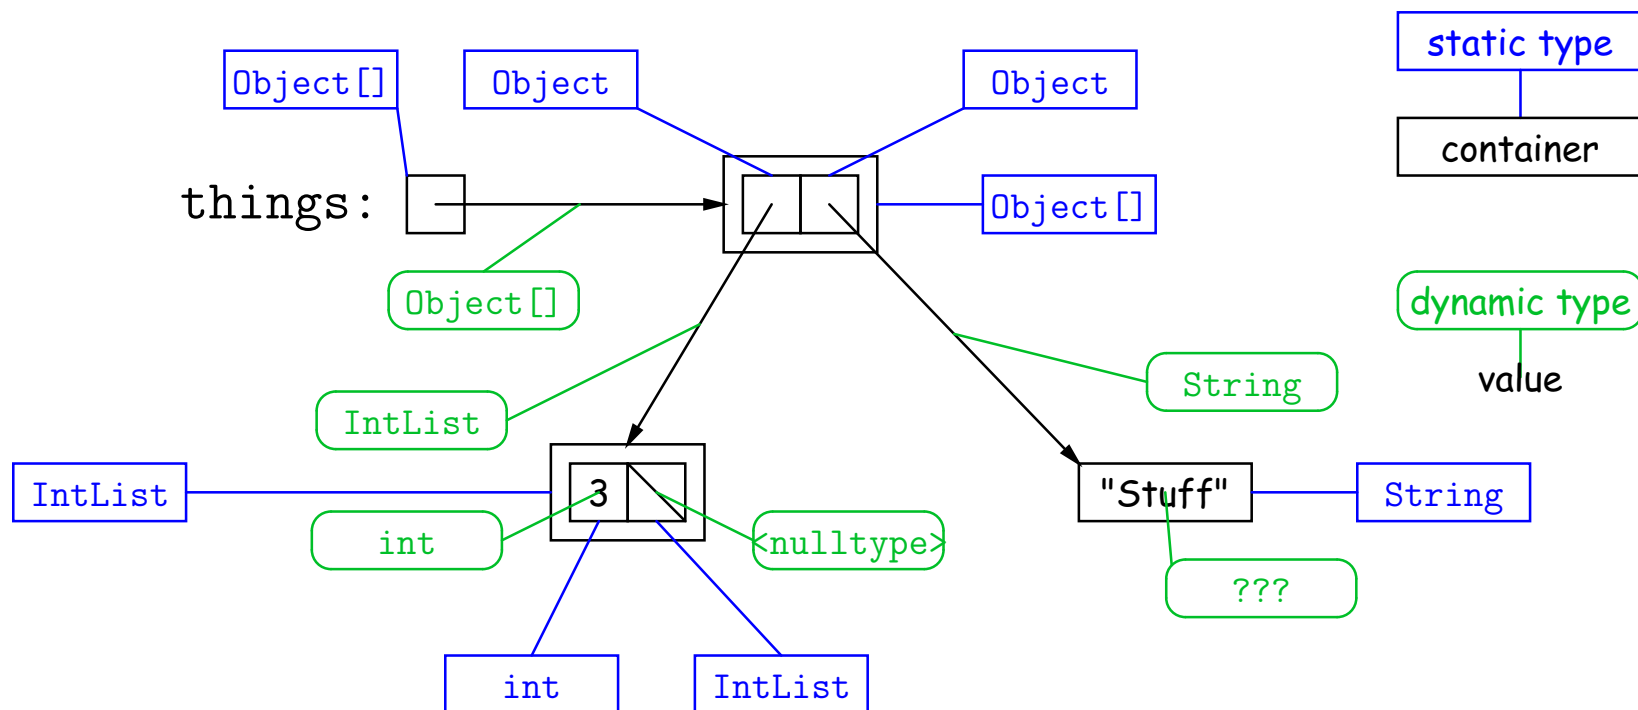 static type
Object[]
Object
Object
container
things:
Object[]
Object[]
dynamic type
String
value
IntList
IntList
3
"Stuff"
String
int
<nulltype>
???
int
IntList